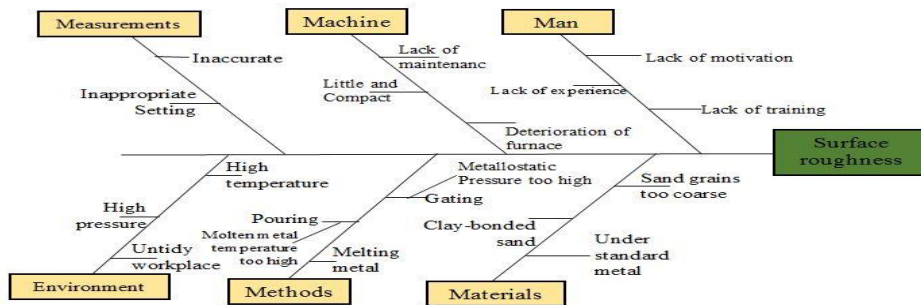 Measurements
Machine
Man
Inaccurate
Inappropriate
Setting
Lack of
maintenanc
Little and
Compact
Deterioration of
furnace
Lack of motivation
Lack of experience
Lack of training
Surface
roughness
High
temperature
High
pressure
Untidy
workplace
Metallostatic
Pressure too high
Gating
Pouring
Molten metal
temperature
too high
Melting
metal
Sand grains
too coarse
Clay-bonded
sand
Under
standard
metal
Environment
Methods
Materials